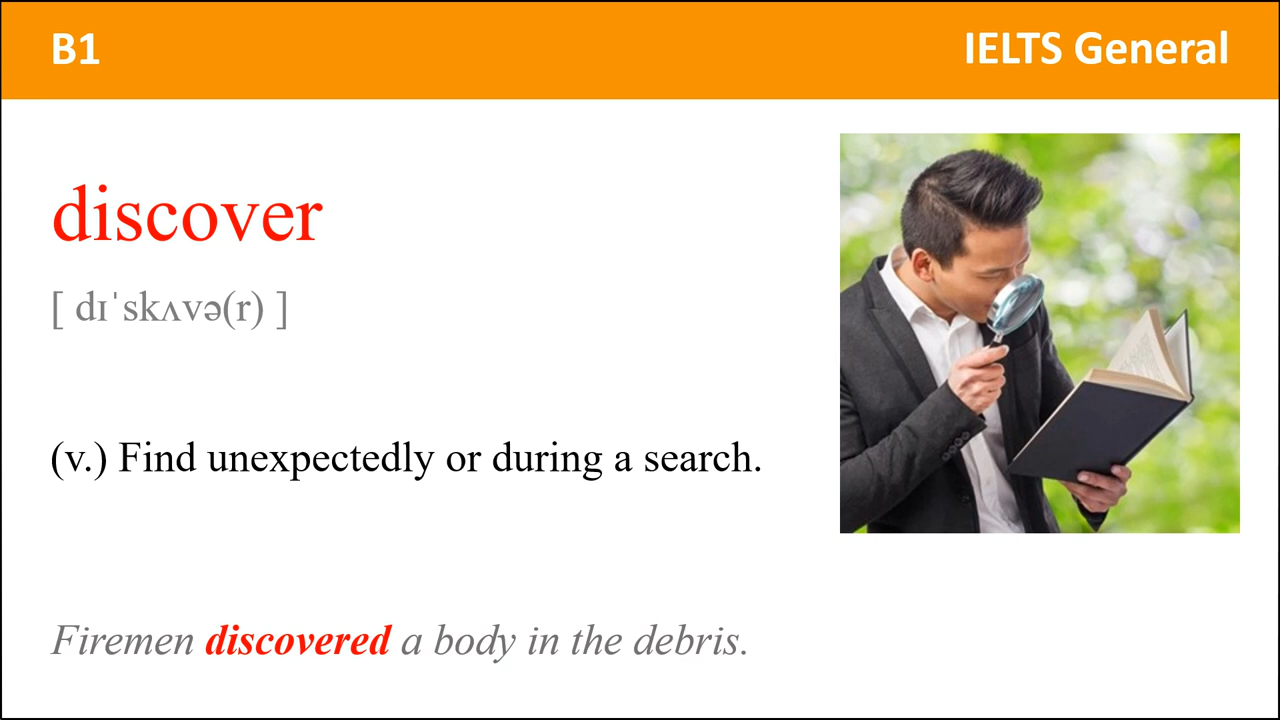 B1
IELTS General
discover
[ dɪˈskʌvə(r) ]
(v.) Find unexpectedly or during a search.
Firemen discovered a body in the debris.